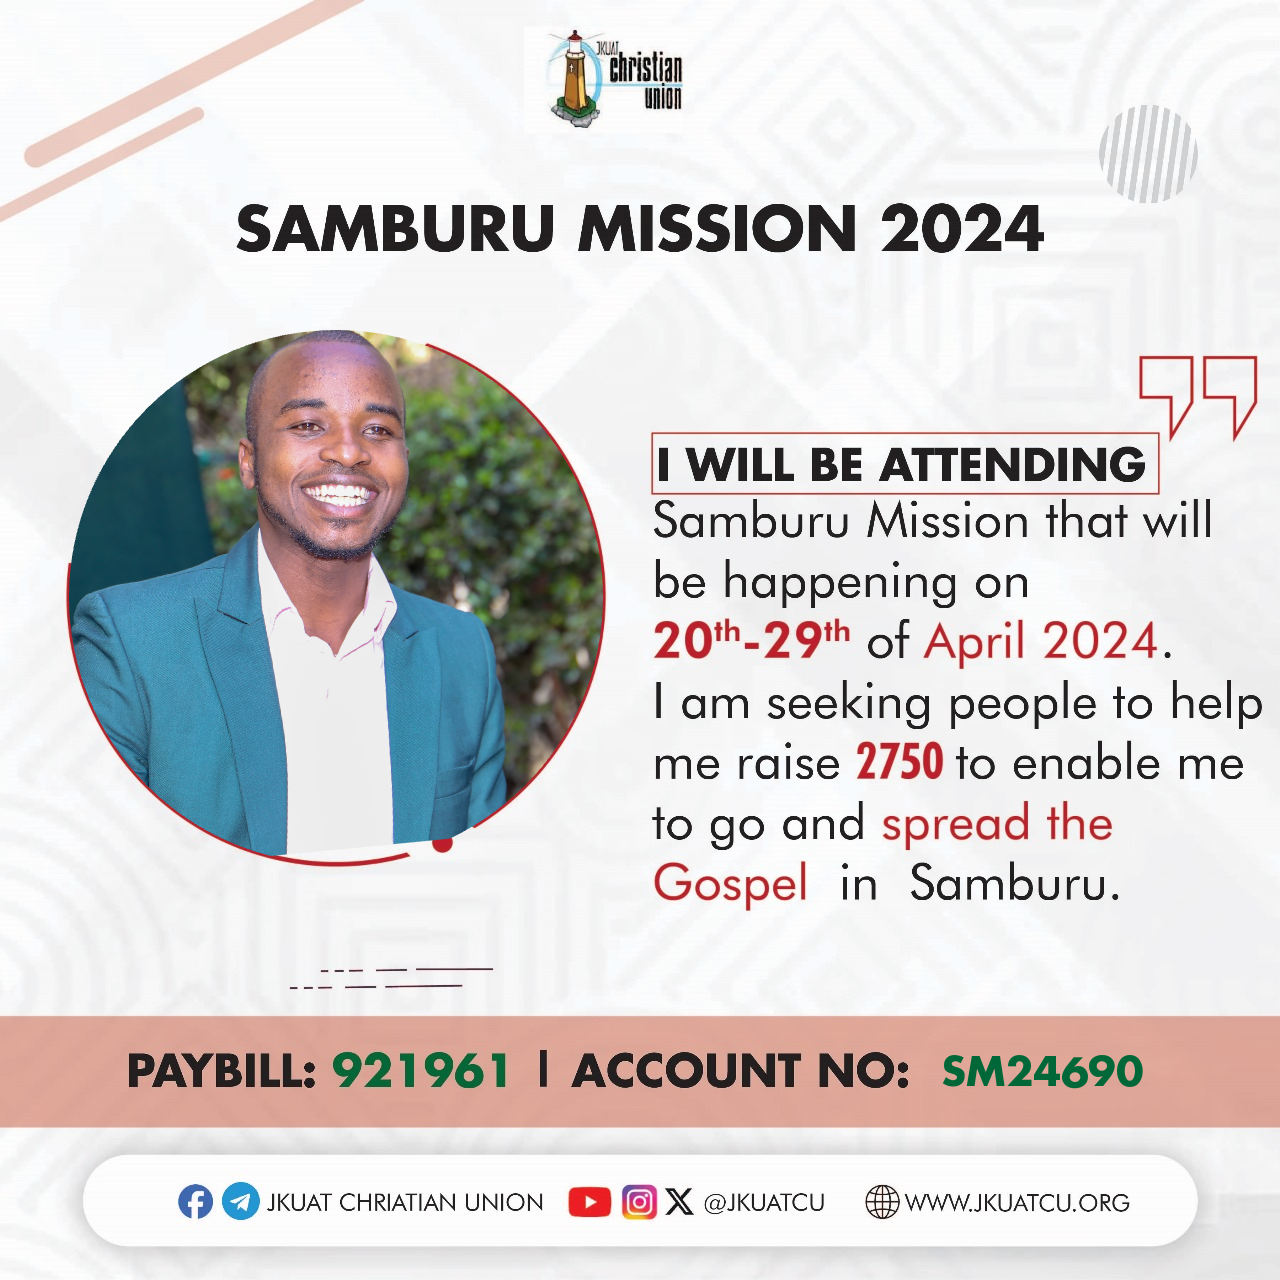 JKUAT
christian
union
SAMBURU MISSION 2024
I WILL BE ATTENDING
Samburu Mission that will
be happening on
20th-29th of April 2024.
I am seeking people to help
me raise 2750 to enable me
to go and spread the
Gospel in Samburu.
PAYBILL: 921961 | ACCOUNT NO: SM24690
JKUAT CHRIATIAN UNION @JKUATCU WWW.JKUATCU.ORG